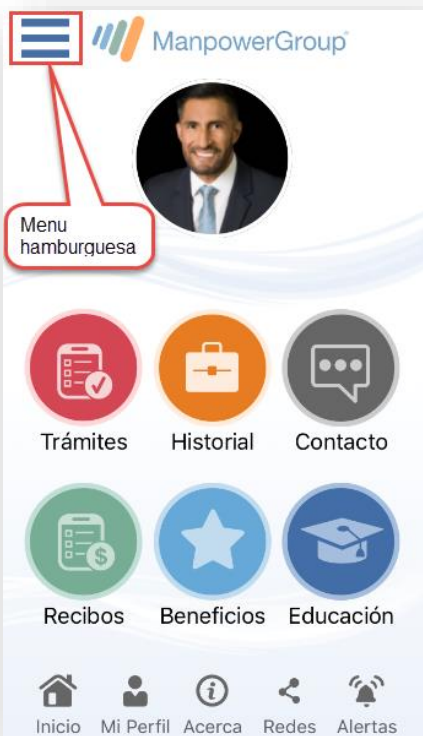 ManpowerGroup
Menu
hamburguesa
Trámites Historial Contacto
Recibos Beneficios Educación
Inicio Mi Perfil Acerca Redes Alertas